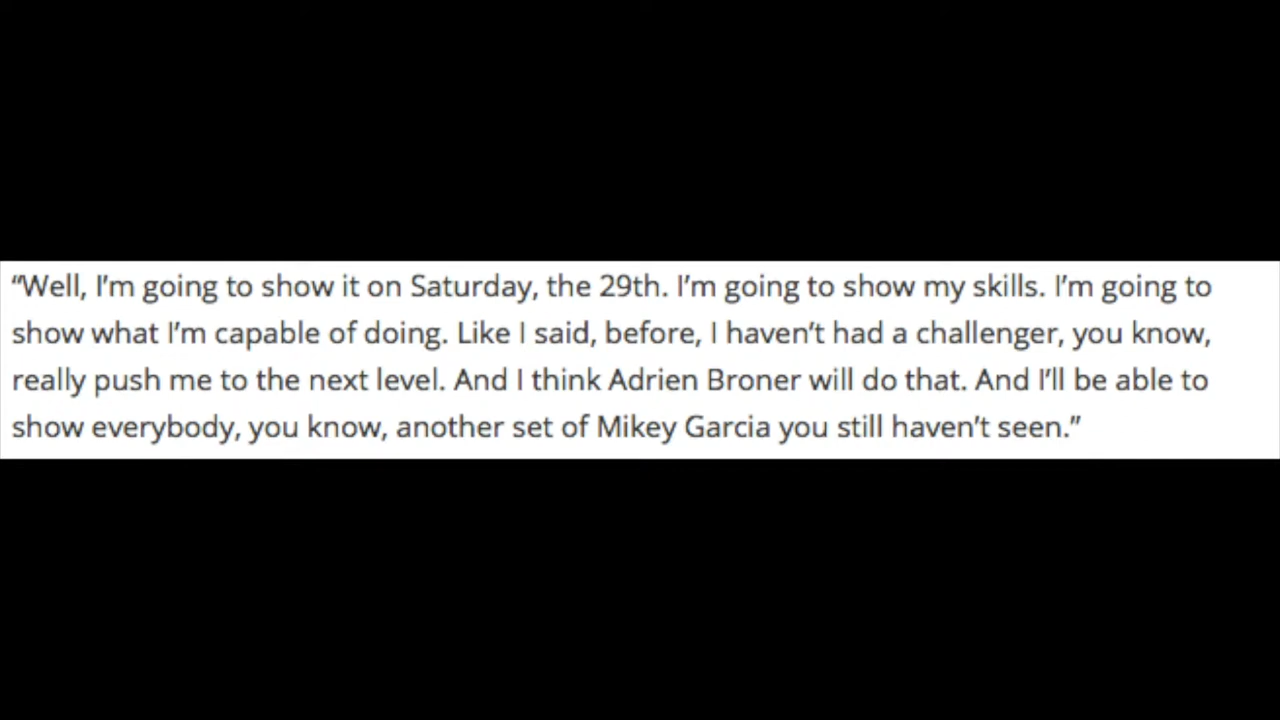 “Well, I’m going to show it on Saturday, the 29th. I’m going to show my skills. I’m going to
show what I’m capable of doing. Like I said, before, I haven’t had a challenger, you know,
really push me to the next level. And I think Adrien Broner will do that. And I’ll be able to
show everybody, you know, another set of Mikey Garcia you still haven’t seen.”